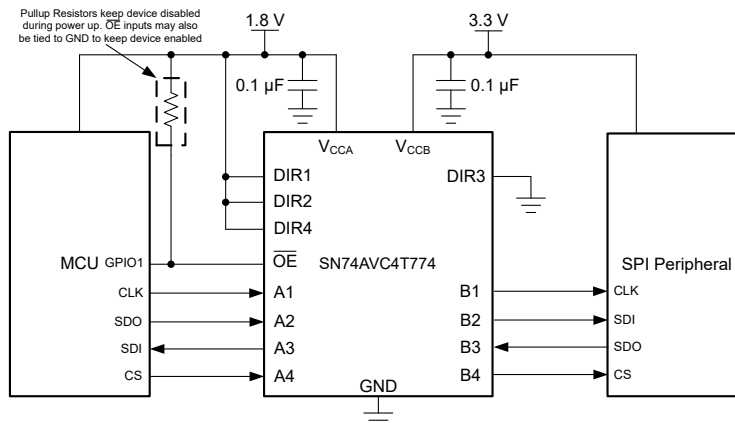 Pullup Resistors keep device disabled
during power up. OE inputs may also
be tied to GND to keep device enabled
1.8 V
3.3 V
0.1 µF
0.1 µF
VCCA
VCCB
DIR1
DIR2
DIR4
DIR3
MCU
GPIO1
OE
SN74AVC4T774
SPI Peripheral
CLK
A1
B1
CLK
SDO
A2
B2
SDI
SDI
A3
B3
SDO
CS
A4
B4
CS
GND